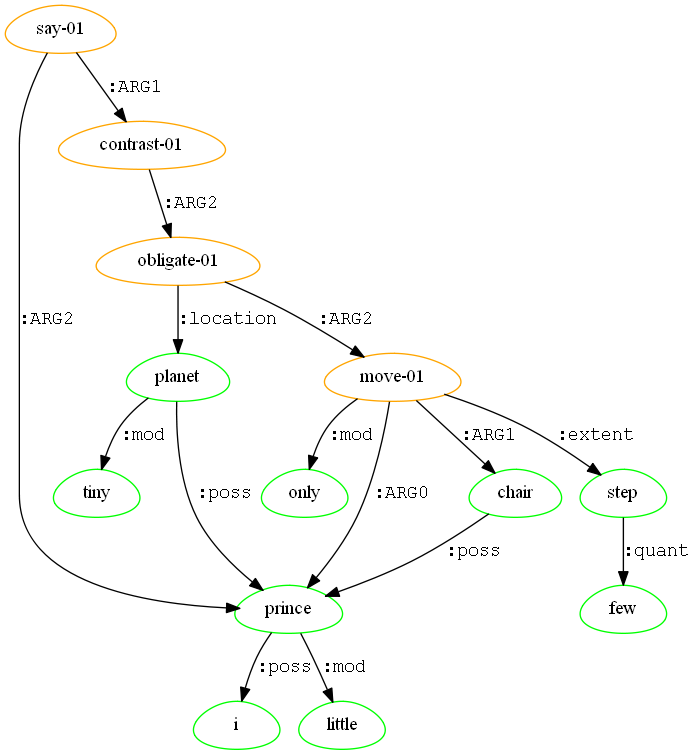 say-01
:ARG1
contrast-01
:ARG2
obligate-01
:ARG2 :location :ARG2
planet move-01
:mod :mod :ARG1 :extent
:poss :ARG0
tiny only chair step
:poss :quant
prince few
:poss :mod
i little